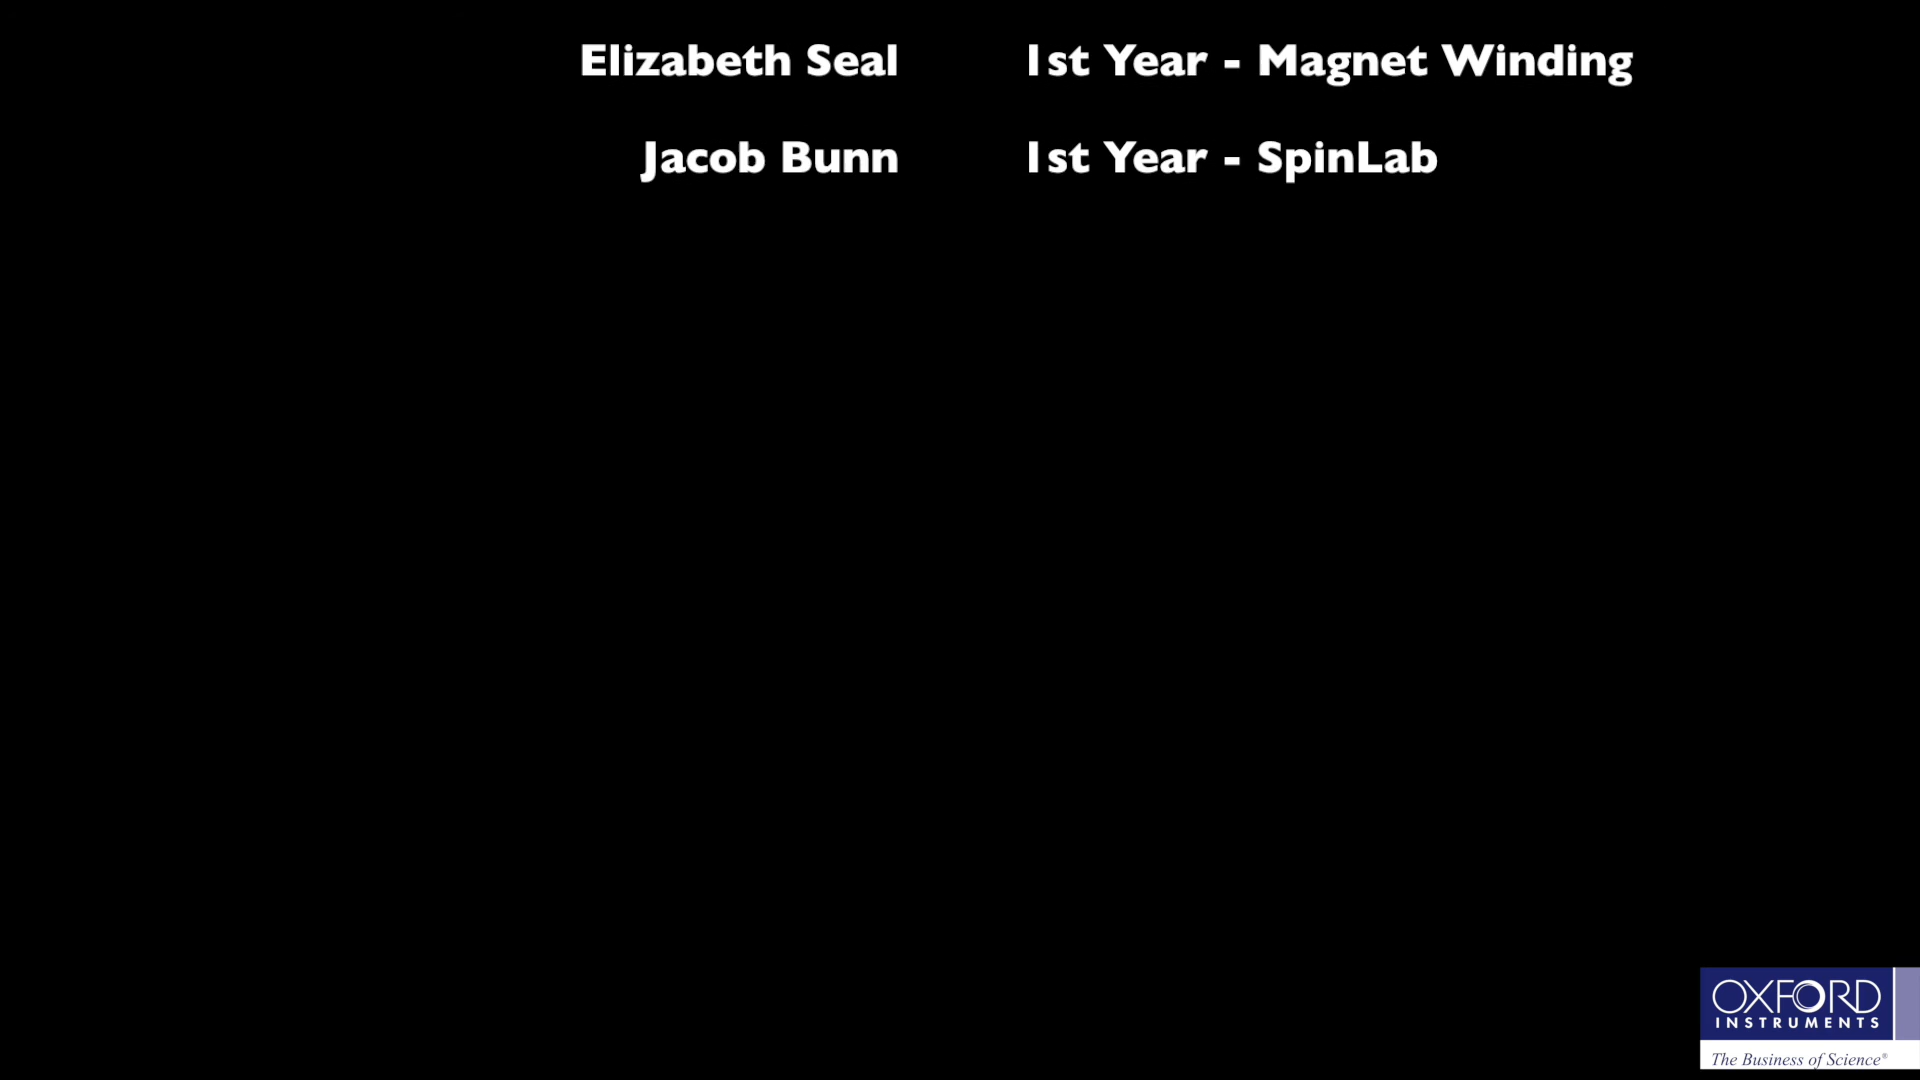 Elizabeth Seal 1st Year - Magnet Winding
Jacob Bunn 1st Year - SpinLab
OXFORD
INSTRUMENTS
The Business of Science®